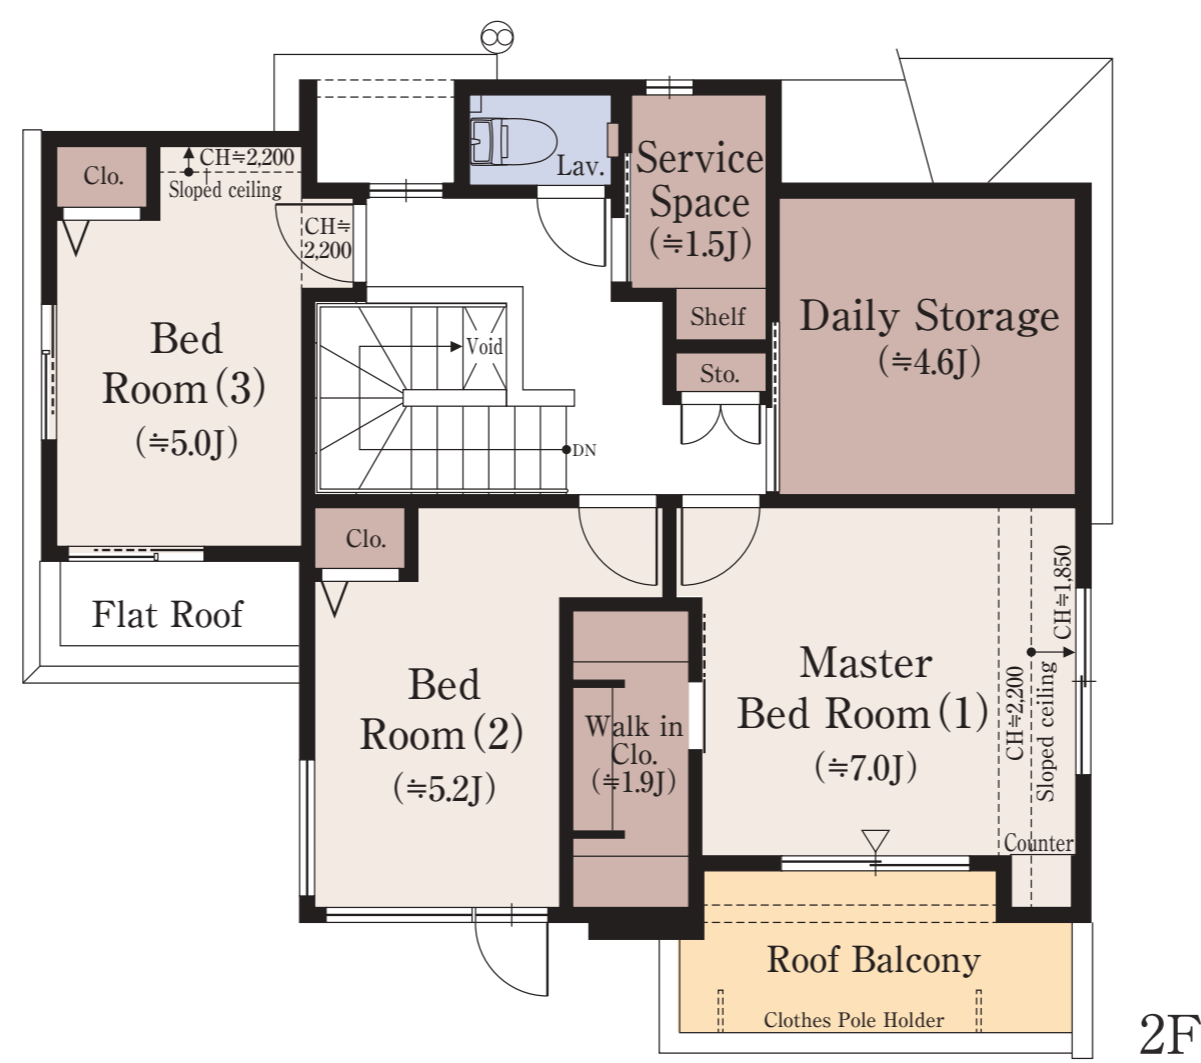 Clo.
CH≒2,200
Sloped ceiling
CH≒
2,200
Lav.
Service
Space
(≒1.5J)
Shelf
Sto.
Daily Storage
(≒4.6J)
Bed
Room(3)
(≒5.0J)
Void
DN
Flat Roof
Clo.
Bed
Room(2)
(≒5.2J)
Walk in
Clo.
(≒1.9J)
Master
Bed Room(1)
(≒7.0J)
CH≒2,200
Sloped ceiling
CH≒1,850
Counter
Roof Balcony
Clothes Pole Holder
2F